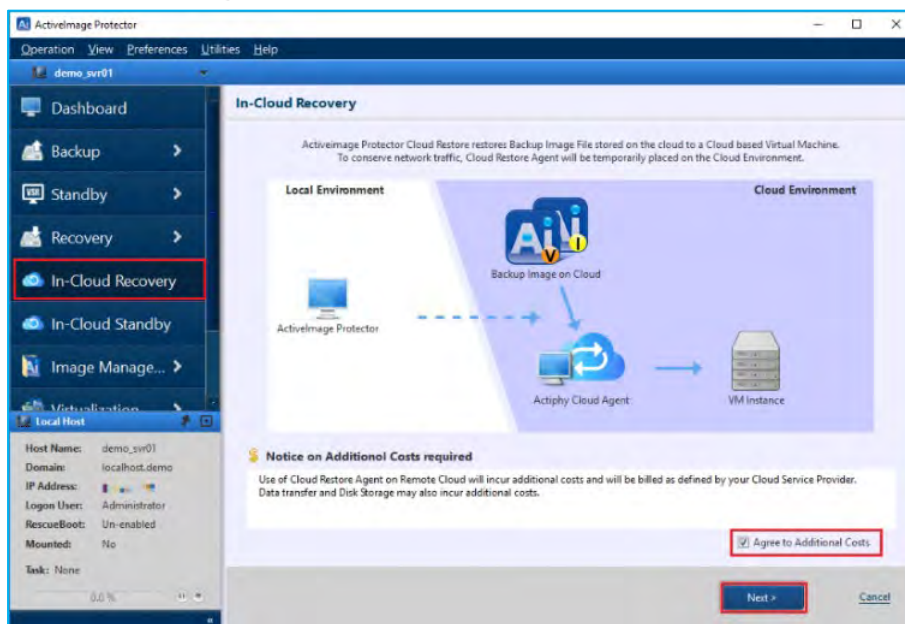 ActiveImage Protector
Operation View Preferences Utilities Help
demo_svr01
Dashboard
Backup
Standby
Recovery
In-Cloud Recovery
In-Cloud Standby
Image Manage...
Virtualization
Local Host
Host Name: demo_svr01
Domain: localhost.demo
IP Address:
Logon User: Administrator
RescueBoot: Un-enabled
Mounted: No
Task: None
0.0 %
In-Cloud Recovery
ActiveImage Protector Cloud Restore restores Backup Image File stored on the cloud to a Cloud based Virtual Machine.
To conserve network traffic, Cloud Restore Agent will be temporarily placed on the Cloud Environment.
Local Environment
Cloud Environment
Backup Image on Cloud
ActiveImage Protector
Actiphy Cloud Agent
VM Instance
Notice on Additional Costs required
Use of Cloud Restore Agent on Remote Cloud will incur additional costs and will be billed as defined by your Cloud Service Provider.
Data transfer and Disk Storage may also incur additional costs.
Agree to Additional Costs
Next >
Cancel